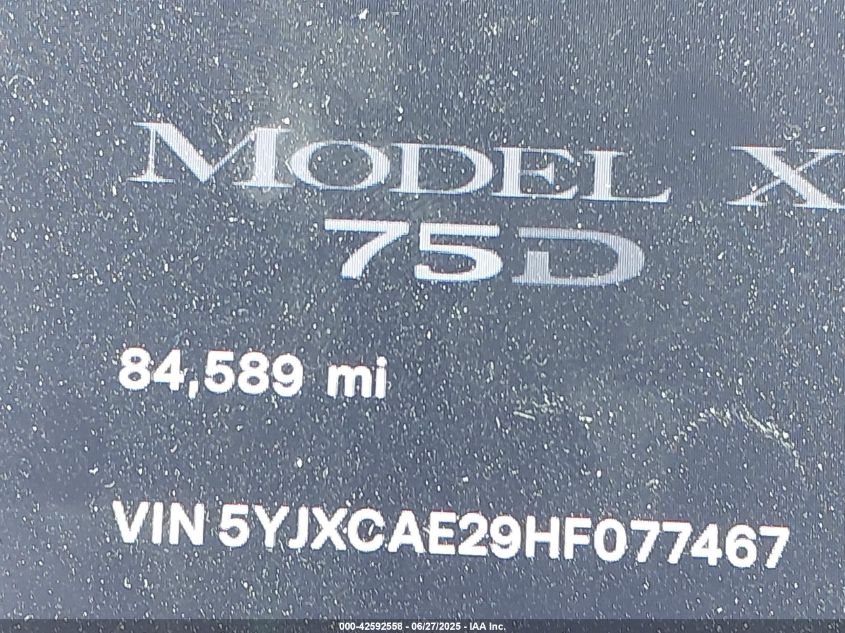 MODEL X
75D
84,589 mi
VIN 5YJXCAE29HF077467
000-42592558 - 06/27/2025 - IAA Inc.